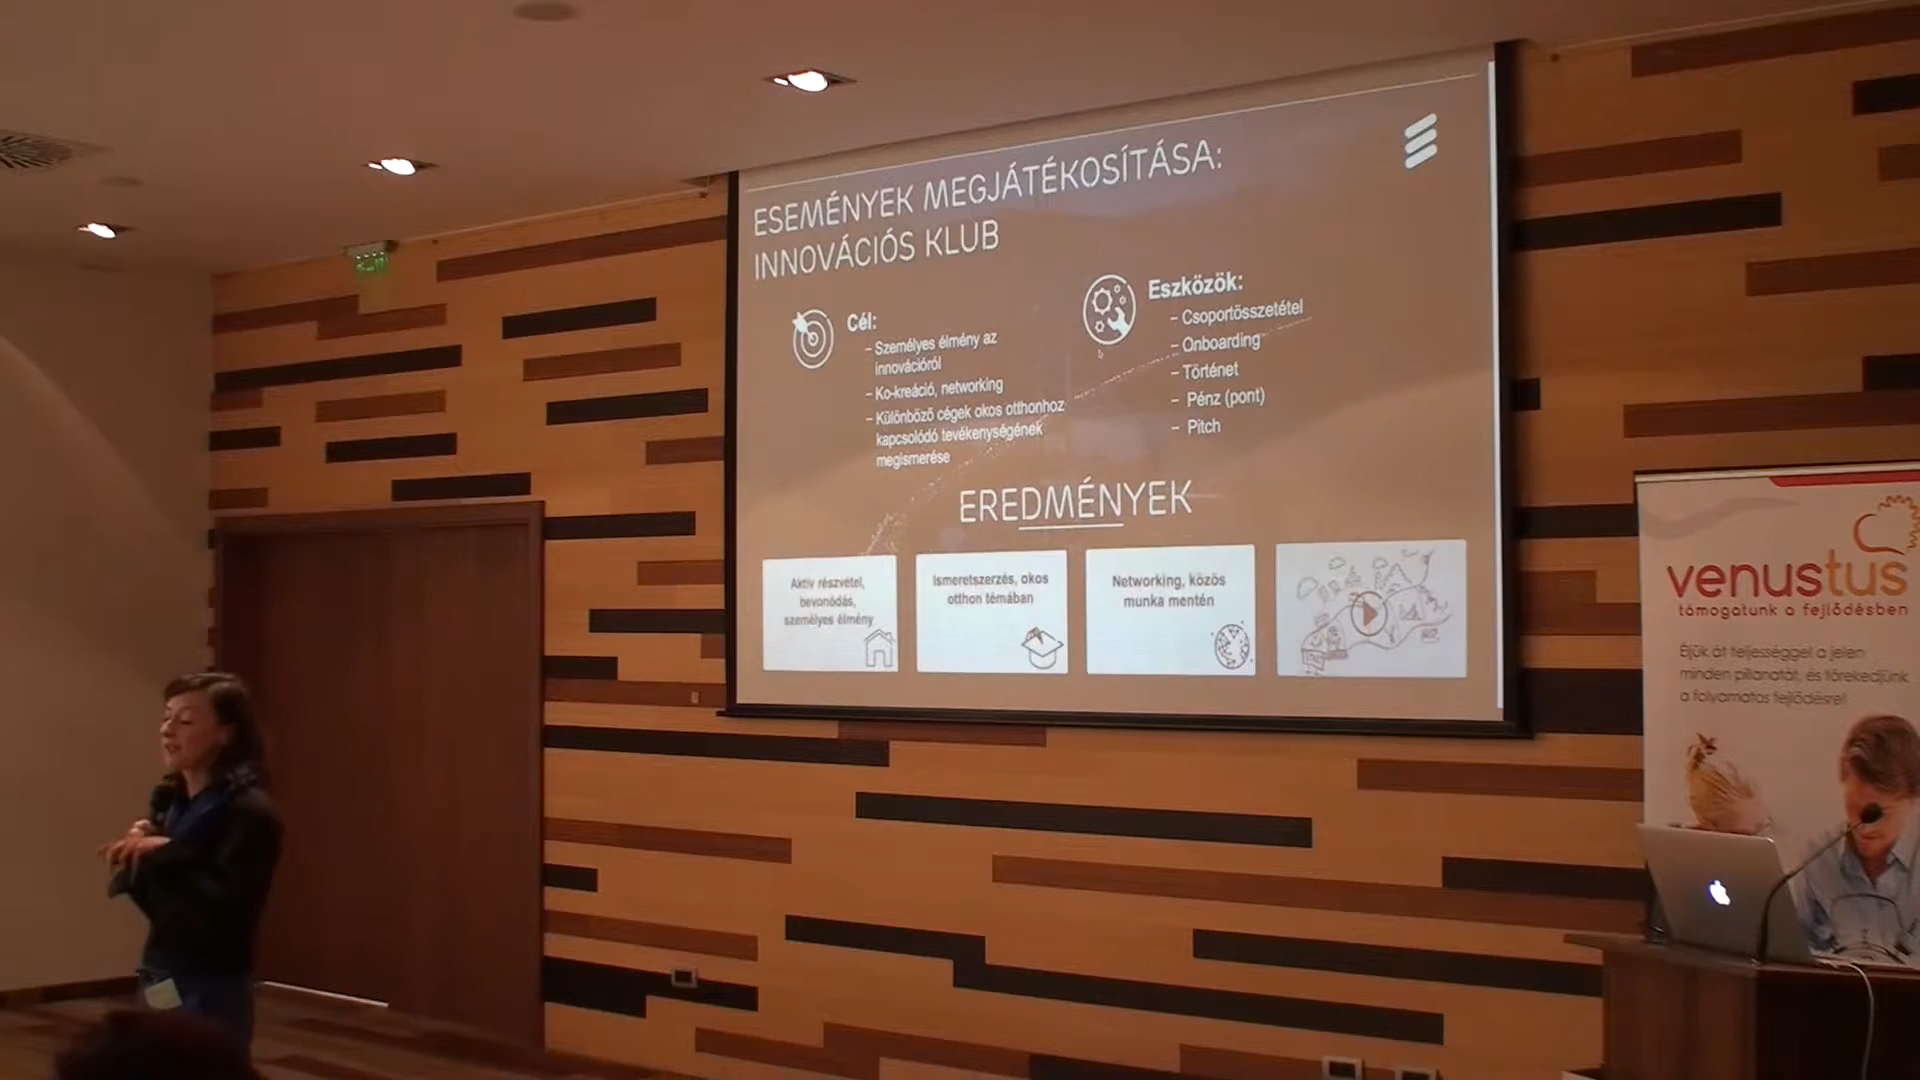 ESEMÉNYEK MEGJÁTÉKOSÍTÁSA:
INNOVÁCIÓS KLUB
Cél:
– Személyes élmény az
innovációról
– Ko-kreáció, networking
– Különböző cégek okos otthonhoz
kapcsolódó tevékenységének
megismerése
Eszközök:
– Csoportösszetétel
– Onboarding
– Történet
– Pénz (pont)
– Pitch
EREDMÉNYEK
Aktív részvétel,
bevonódás,
személyes élmény
Ismeretszerzés, okos
otthon témában
Networking, közös
munka mentén
venustus
támogatunk a fejlődésben
Éljük át teljességgel a jelen
minden pillanatát, és törekedjünk
a folyamatos fejlődésre!